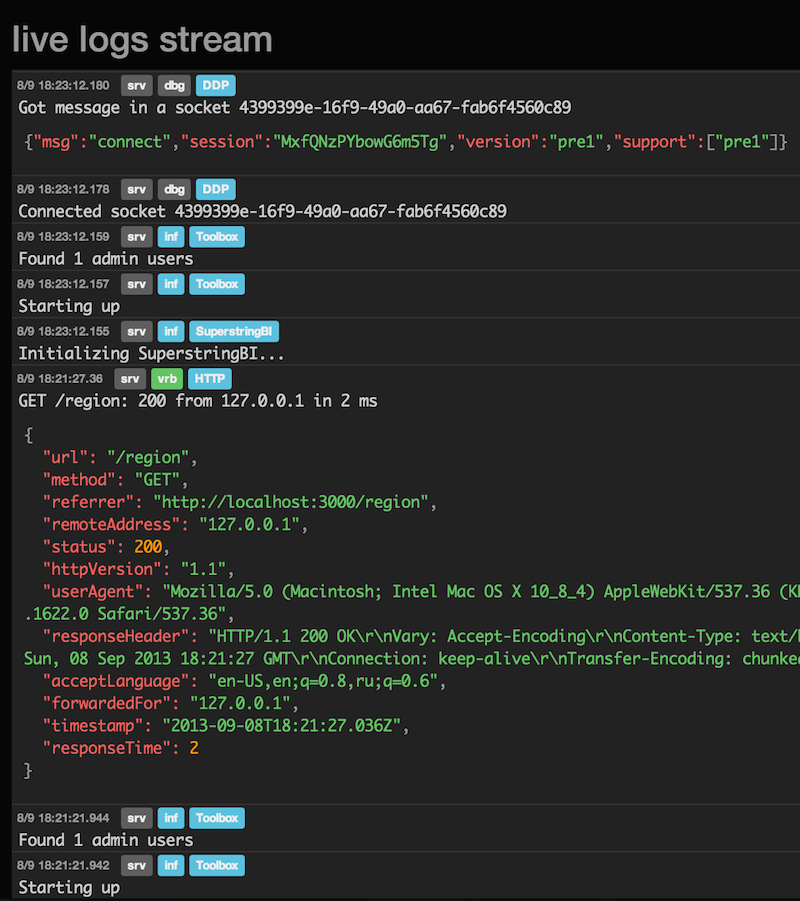 live logs stream
8/9 18:23:12.180 srv dbg DDP
Got message in a socket 4399399e-16f9-49a0-aa67-fab6f4560c89
{"msg":"connect","session":"MxfQNzPYbowG6m5Tg","version":"pre1","support":["pre1"]}
8/9 18:23:12.178 srv dbg DDP
Connected socket 4399399e-16f9-49a0-aa67-fab6f4560c89
8/9 18:23:12.159 srv inf Toolbox
Found 1 admin users
8/9 18:23:12.157 srv inf Toolbox
Starting up
8/9 18:23:12.155 srv inf SuperstringBI
Initializing SuperstringBI...
8/9 18:21:27.36 srv vrb HTTP
GET /region: 200 from 127.0.0.1 in 2 ms
{
"url": "/region",
"method": "GET",
"referrer": "http://localhost:3000/region",
"remoteAddress": "127.0.0.1",
"status": 200,
"httpVersion": "1.1",
"userAgent": "Mozilla/5.0 (Macintosh; Intel Mac OS X 10_8_4) AppleWebKit/537.36 (K
.1622.0 Safari/537.36",
"responseHeader": "HTTP/1.1 200 OK\r\nVary: Accept-Encoding\r\nContent-Type: text/
Sun, 08 Sep 2013 18:21:27 GMT\r\nConnection: keep-alive\r\nTransfer-Encoding: chunke
"acceptLanguage": "en-US,en;q=0.8,ru;q=0.6",
"forwardedFor": "127.0.0.1",
"timestamp": "2013-09-08T18:21:27.036Z",
"responseTime": 2
}
8/9 18:21:21.944 srv inf Toolbox
Found 1 admin users
8/9 18:21:21.942 srv inf Toolbox
Starting up